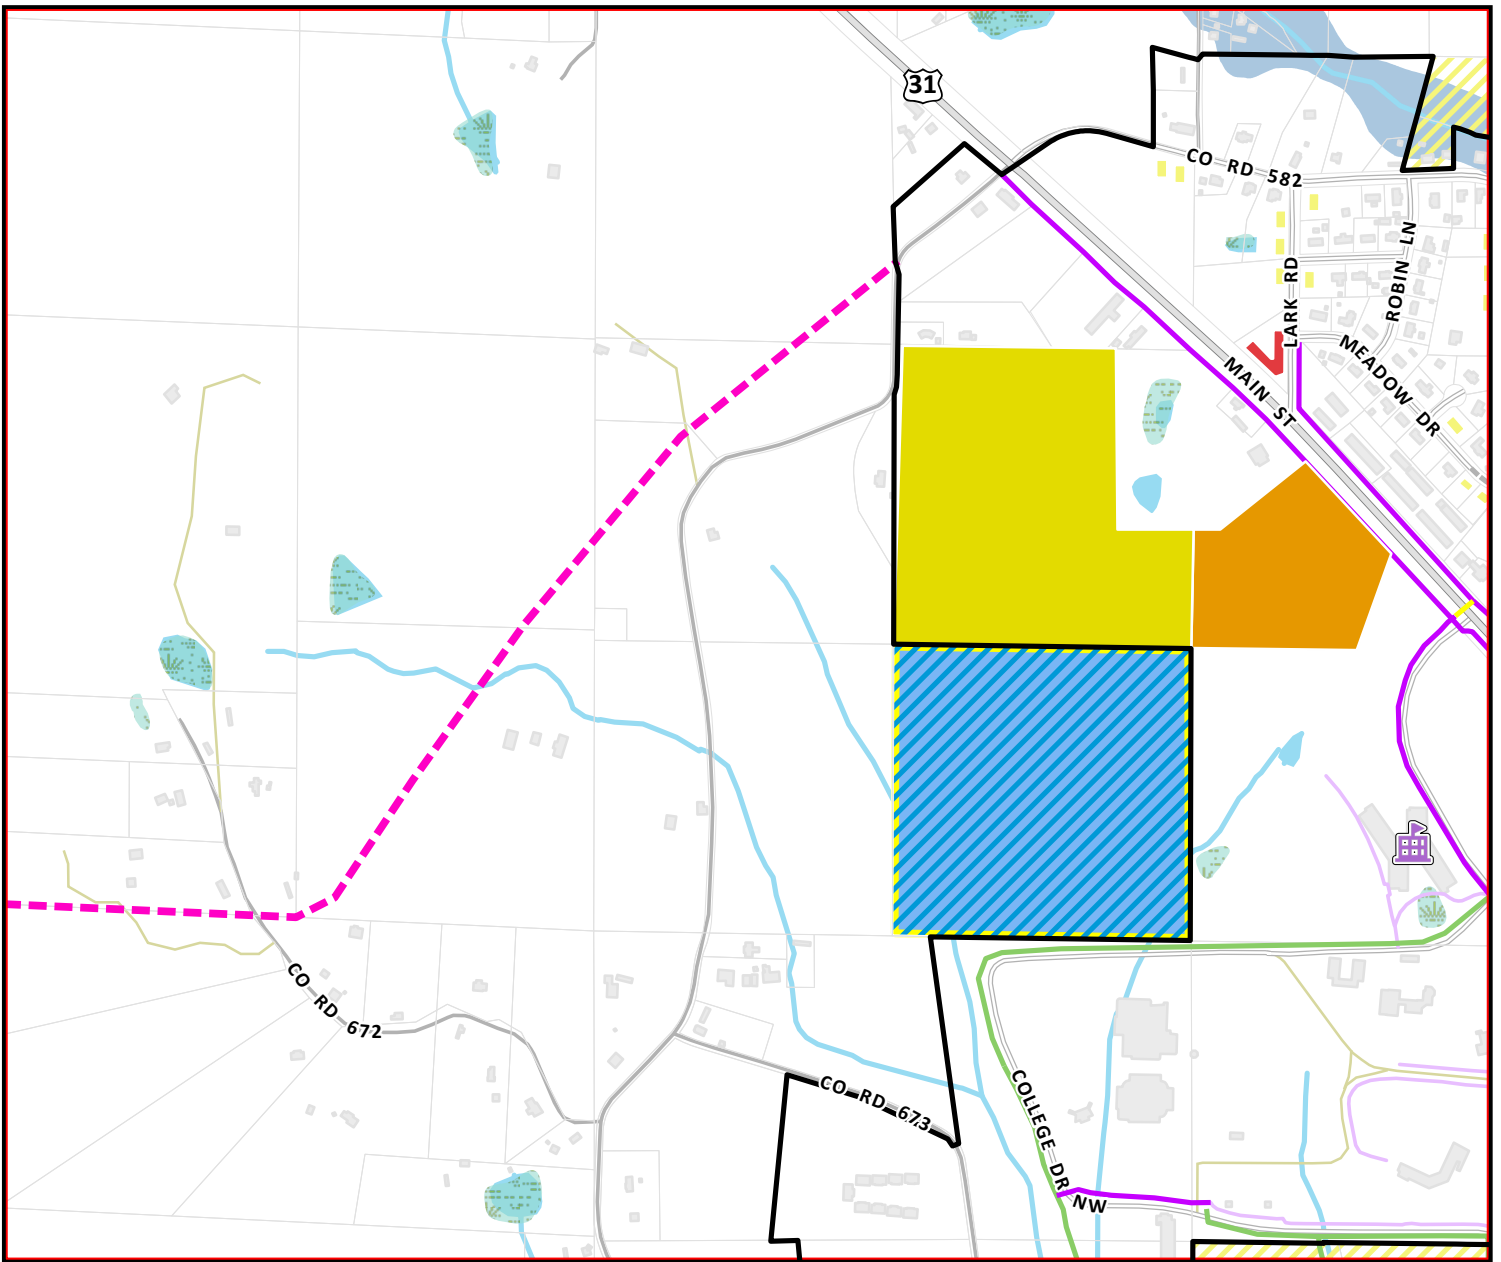 31
CO RD 582
ROBIN LN
LARK RD
MEADOW DR
MAIN ST
CO RD 672
CO RD 673
COLLEGE DR NW